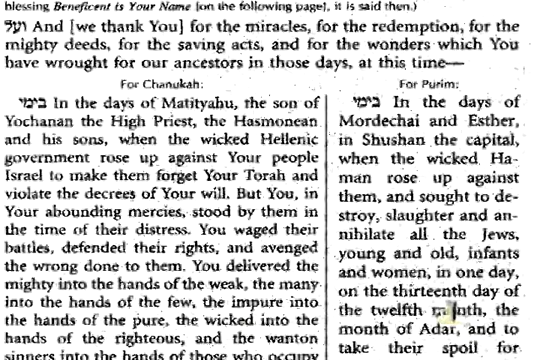 blessing Beneficent is Your Name [on the following page], it is said then.)
ועל And [we thank You] for the miracles, for the redemption, for the
mighty deeds, for the saving acts, and for the wonders which You
have wrought for our ancestors in those days, at this time—
For Chanukah:
בימי In the days of Matityahu, the son of
Yochanan the High Priest, the Hasmonean
and his sons, when the wicked Hellenic
government rose up against Your people
Israel to make them forget Your Torah and
violate the decrees of Your will. But You, in
Your abounding mercies, stood by them in
the time of their distress. You waged their
battles, defended their rights, and avenged
the wrong done to them. You delivered the
mighty into the hands of the weak, the many
into the hands of the few, the impure into
the hands of the pure, the wicked into the
hands of the righteous, and the wanton
sinners into the hands of those who occupy
For Purim:
בימי In the days of
Mordechai and Esther,
in Shushan the capital,
when the wicked Ha-
man rose up against
them, and sought to de-
stroy, slaughter and an-
nihilate all the Jews,
young and old, infants
and women, in one day,
on the thirteenth day of
the twelfth month, the
month of Adar, and to
take their spoil for